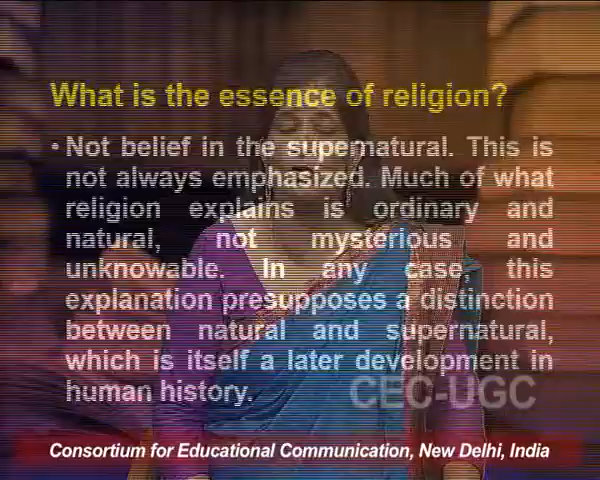 What is the essence of religion?
• Not belief in the supernatural. This is
not always emphasized. Much of what
religion explains is ordinary and
natural, not mysterious and
unknowable. In any case, this
explanation presupposes a distinction
between natural and supernatural,
which is itself a later development in
human history.
CEC-UGC
Consortium for Educational Communication, New Delhi, India